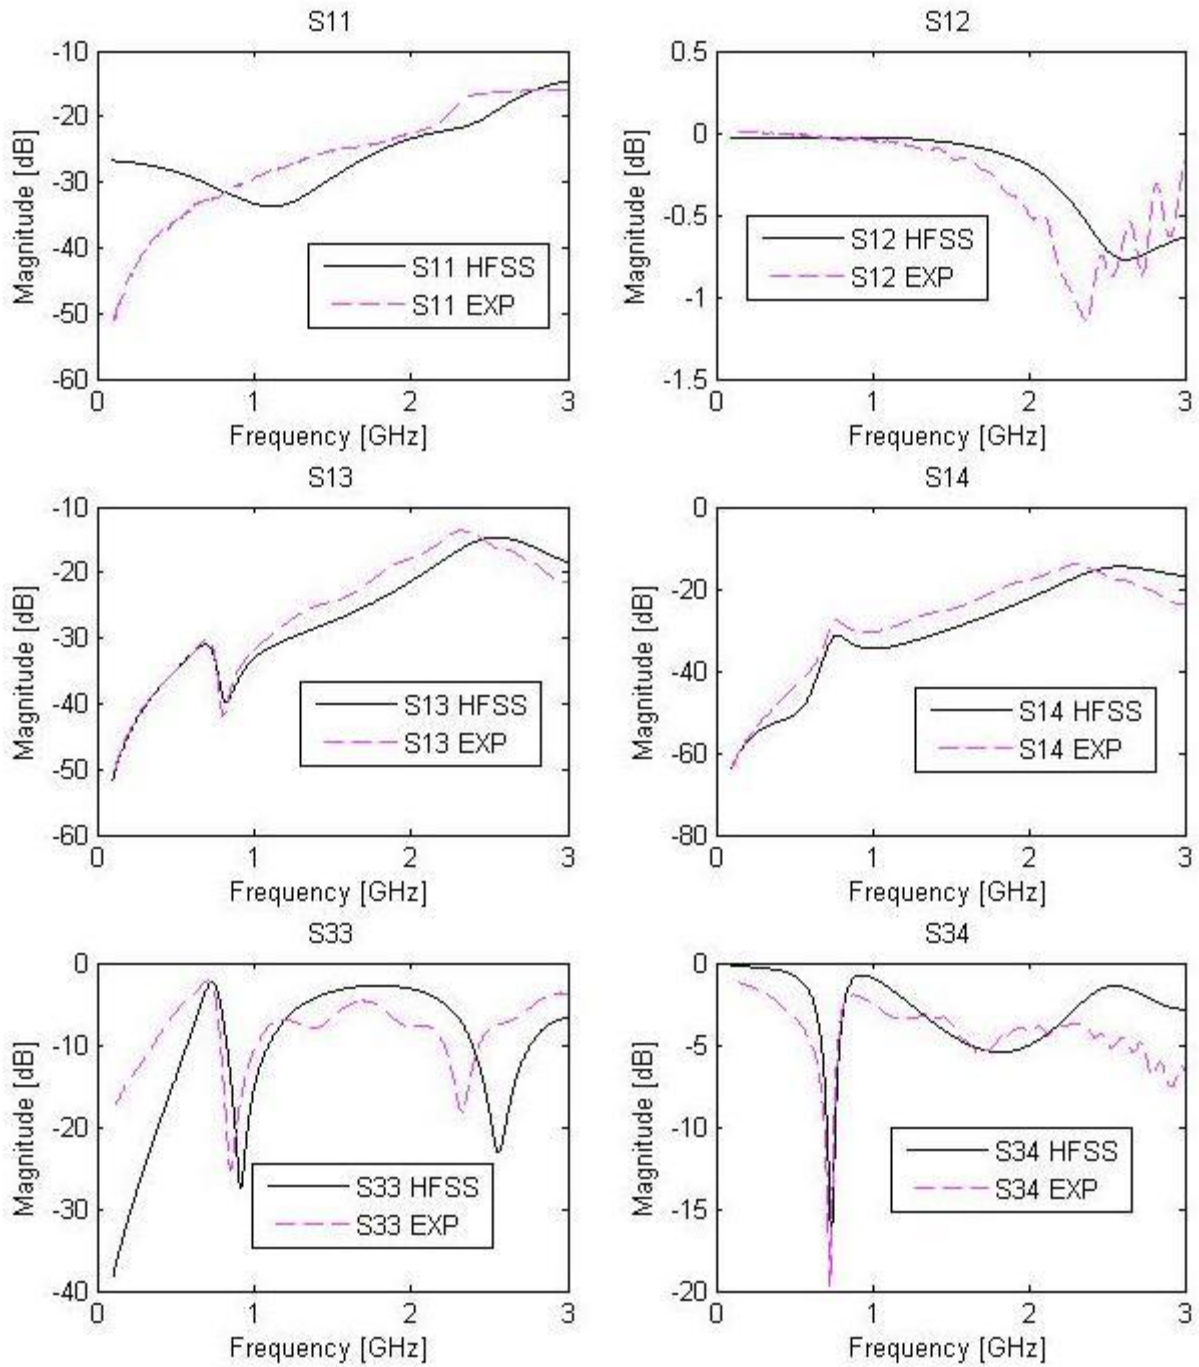 S11
-10
-20
-30
-40
-50
-60
Magnitude [dB]
S11 HFSS
S11 EXP
0 1 2 3
Frequency [GHz]
S12
0.5
0
-0.5
-1
-1.5
Magnitude [dB]
S12 HFSS
S12 EXP
0 1 2 3
Frequency [GHz]
S13
-10
-20
-30
-40
-50
-60
Magnitude [dB]
S13 HFSS
S13 EXP
0 1 2 3
Frequency [GHz]
S14
0
-20
-40
-60
-80
Magnitude [dB]
S14 HFSS
S14 EXP
0 1 2 3
Frequency [GHz]
S33
0
-10
-20
-30
-40
Magnitude [dB]
S33 HFSS
S33 EXP
0 1 2 3
Frequency [GHz]
S34
0
-5
-10
-15
-20
Magnitude [dB]
S34 HFSS
S34 EXP
0 1 2 3
Frequency [GHz]